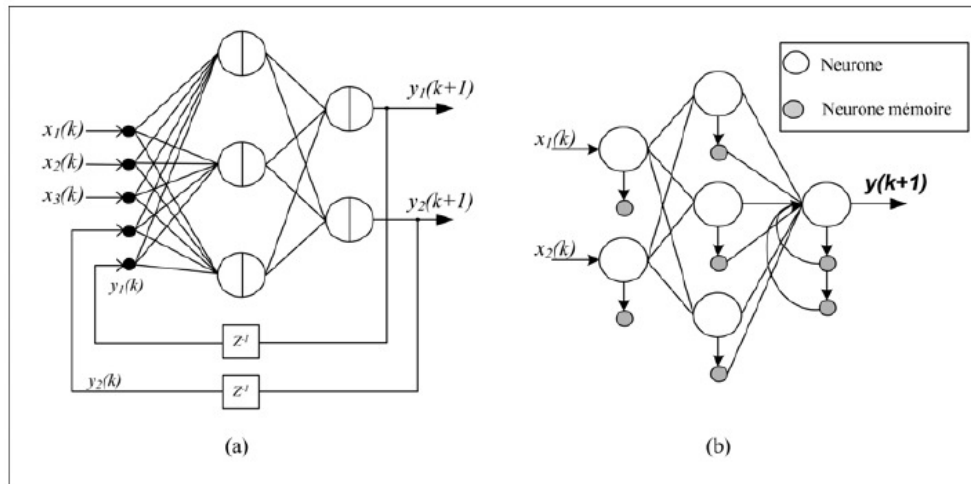 y₁(k+1)
x₁(k)
x₂(k)
x₃(k)
y₂(k+1)
y₁(k)
Z⁻¹
y₂(k)
Z⁻¹
(a)
Neurone
Neurone mémoire
x₁(k)
y(k+1)
x₂(k)
(b)